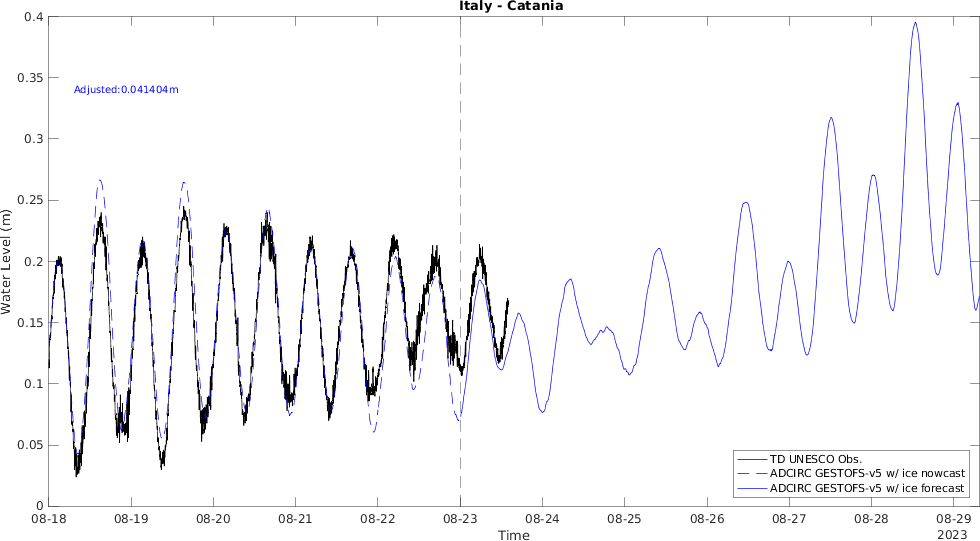 Italy - Catania
0.4
0.35
0.3
0.25
0.2
0.15
0.1
0.05
0
Water Level (m)
Adjusted:0.041404m
TD UNESCO Obs.
ADCIRC GESTOFS-v5 w/ ice nowcast
ADCIRC GESTOFS-v5 w/ ice forecast
08-18 08-19 08-20 08-21 08-22 08-23 08-24 08-25 08-26 08-27 08-28 08-29
Time
2023